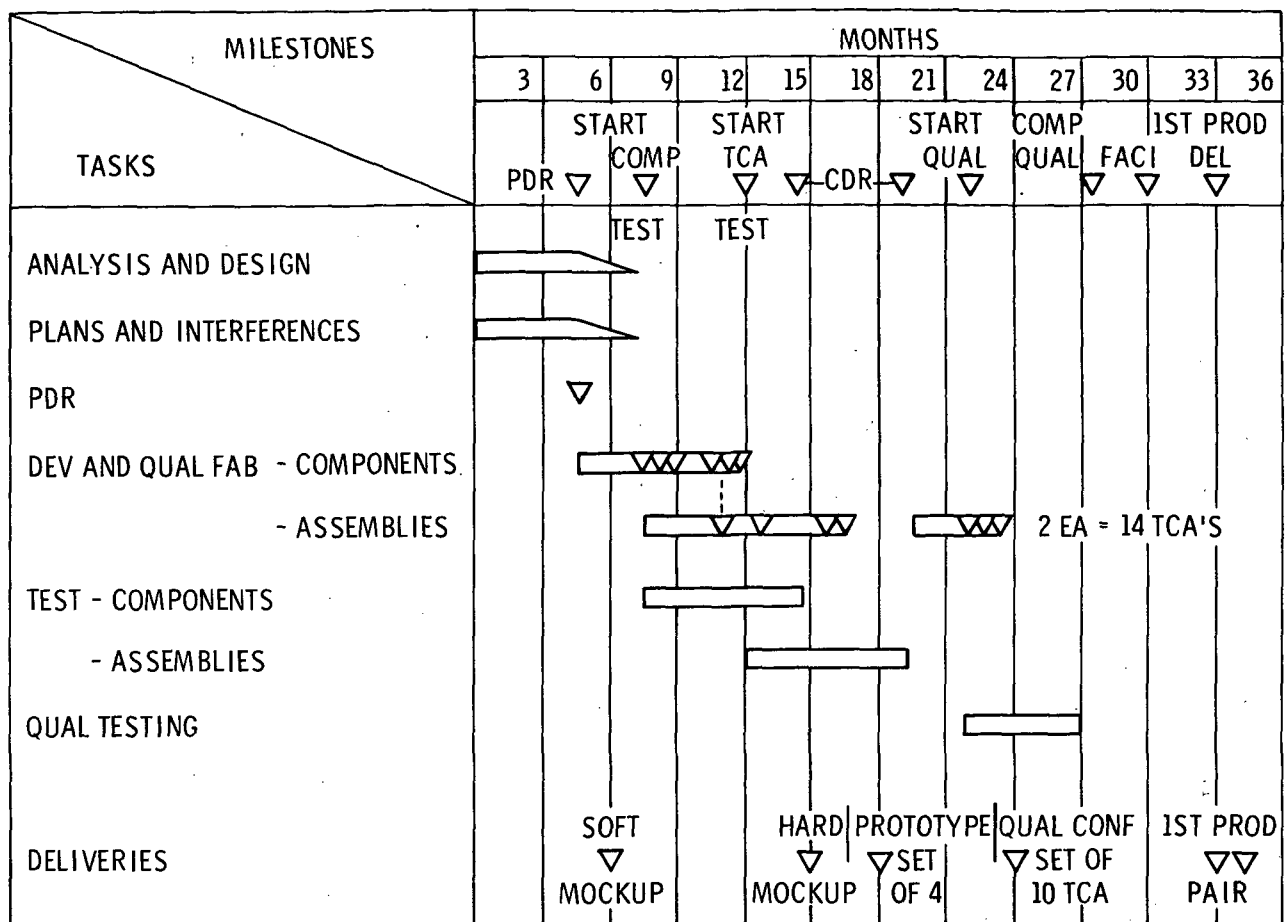 MILESTONES
MONTHS
3 6 9 12 15 18 21 24 27 30 33 36
TASKS
START START START COMP 1ST PROD
COMP TCA QUAL QUAL FACI DEL
PDR CDR
TEST TEST
ANALYSIS AND DESIGN
PLANS AND INTERFERENCES
PDR
DEV AND QUAL FAB - COMPONENTS
- ASSEMBLIES 2 EA = 14 TCA'S
TEST - COMPONENTS
- ASSEMBLIES
QUAL TESTING
SOFT HARD PROTOTYPE QUAL CONF 1ST PROD
DELIVERIES SET SET OF
MOCKUP MOCKUP OF 4 10 TCA PAIR